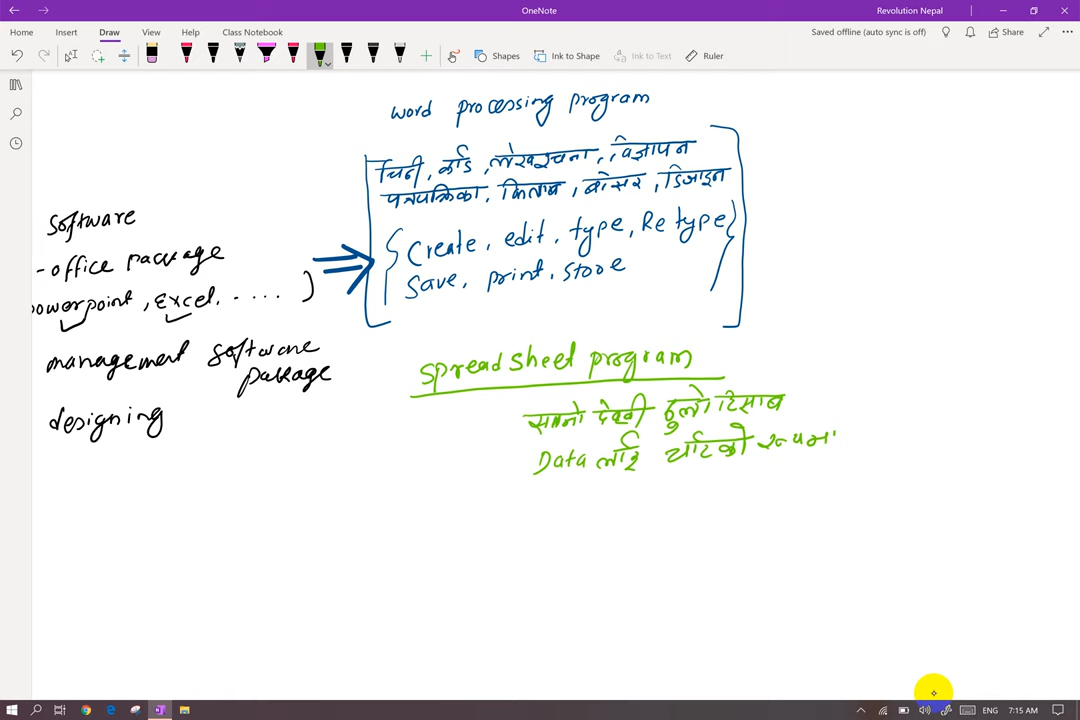 OneNote
Revolution Nepal
Home Insert Draw View Help Class Notebook
Saved offline (auto sync is off)
Share
Shapes Ink to Shape Ink to Text Ruler
word processing program
चिठी, कार्ड, लेखरचना, विज्ञापन
पत्रपत्रिका, किताब, बोसर, डिजाइन
Create, edit, type, Retype
Save, print, store
Software
-office package
powerpoint, Excel, ....)
management software
package
designing
spreadsheet program
सानो देखी ठुलो हिसाब
Data लाई चार्टको रूपमा
ENG 7:15 AM